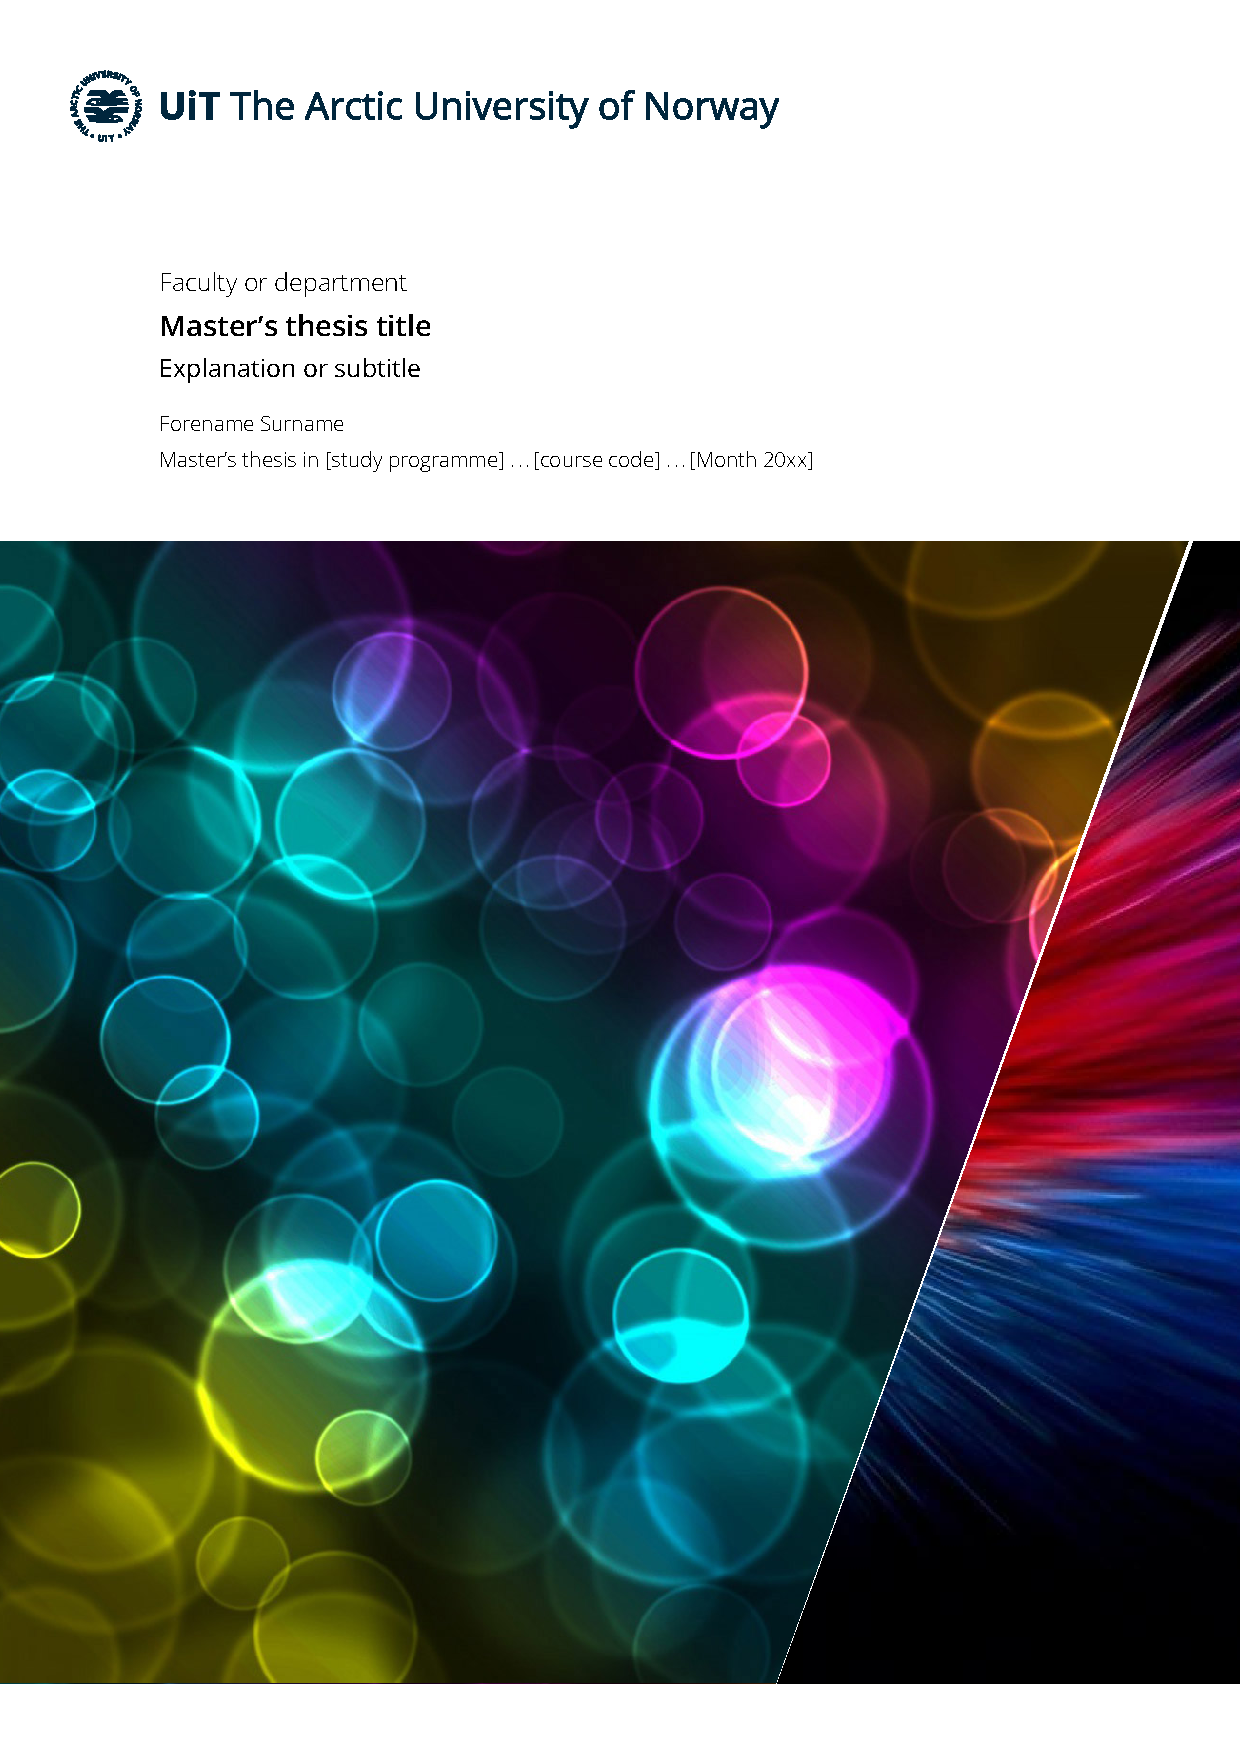 THE ARCTIC UNIVERSITY OF NORWAY • UiT •
UiT The Arctic University of Norway
Faculty or department
Master’s thesis title
Explanation or subtitle
Forename Surname
Master’s thesis in [study programme] … [course code] … [Month 20xx]